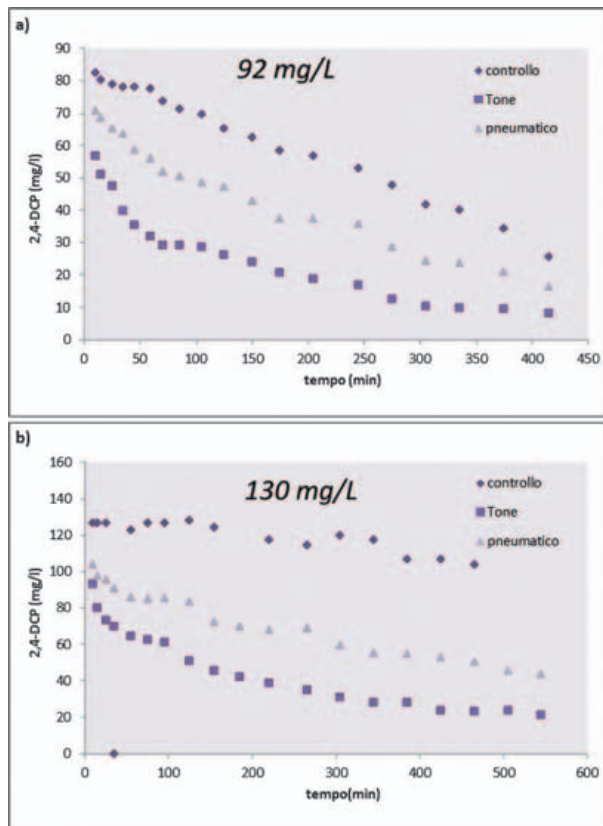 a)
92 mg/L
controllo
Tone
pneumatico
2,4-DCP (mg/l)
90
80
70
60
50
40
30
20
10
0
0 50 100 150 200 250 300 350 400 450
tempo (min)
b)
130 mg/L
controllo
Tone
pneumatico
2,4-DCP (mg/l)
160
140
120
100
80
60
40
20
0
0 100 200 300 400 500 600
tempo(min)